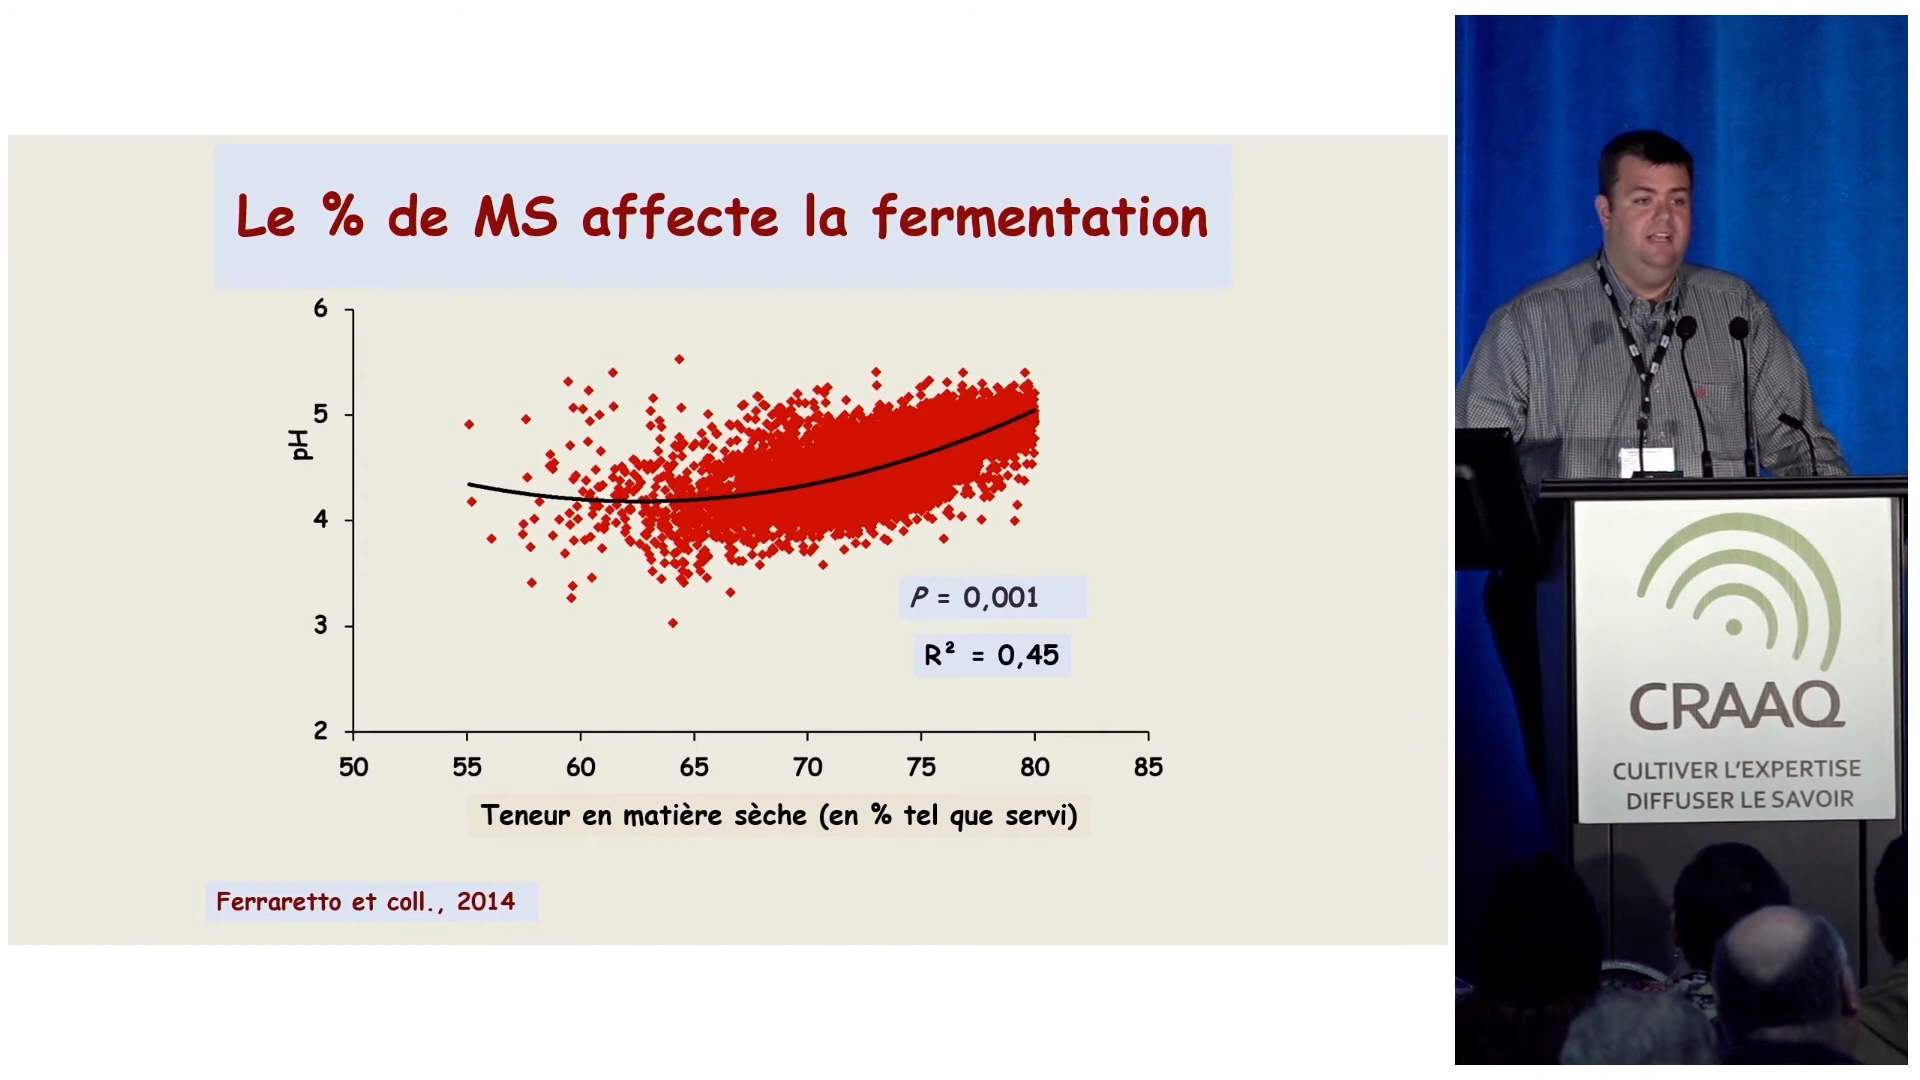 Le % de MS affecte la fermentation
6
5
4
3
2
pH
P = 0,001
R² = 0,45
50 55 60 65 70 75 80 85
Teneur en matière sèche (en % tel que servi)
Ferraretto et coll., 2014
CRAAQ
CULTIVER L'EXPERTISE
DIFFUSER LE SAVOIR